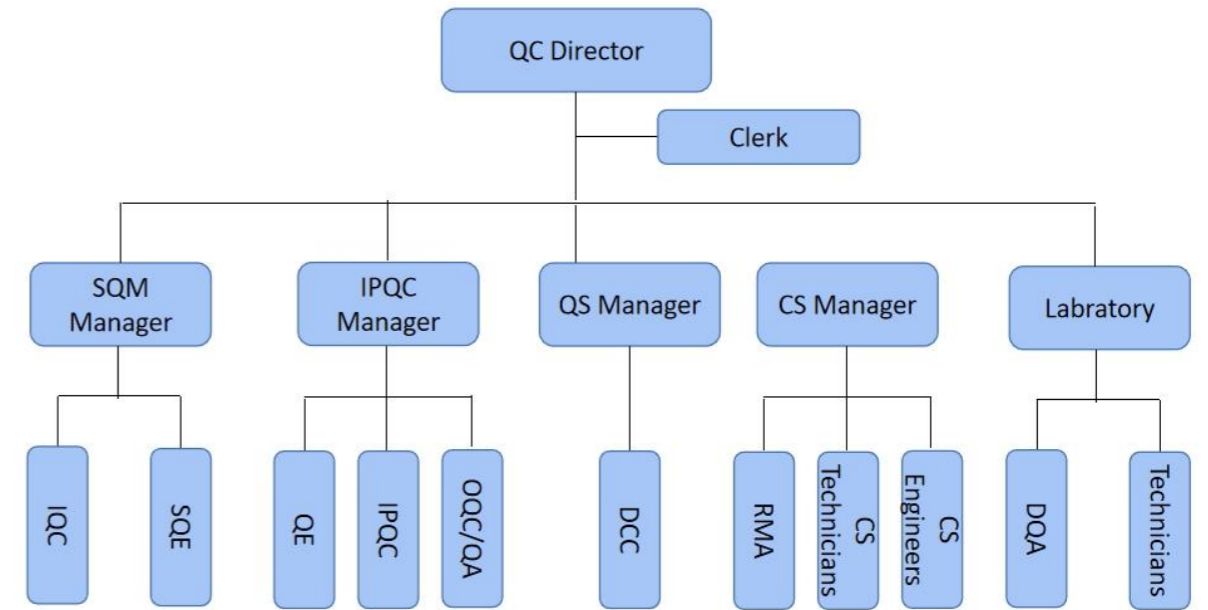 QC Director
Clerk
SQM
Manager
IPQC
Manager
QS Manager
CS Manager
Labratory
IQC
SQE
QE
IPQC
OQC/QA
DCC
RMA
CS
Technicians
CS
Engineers
DQA
Technicians